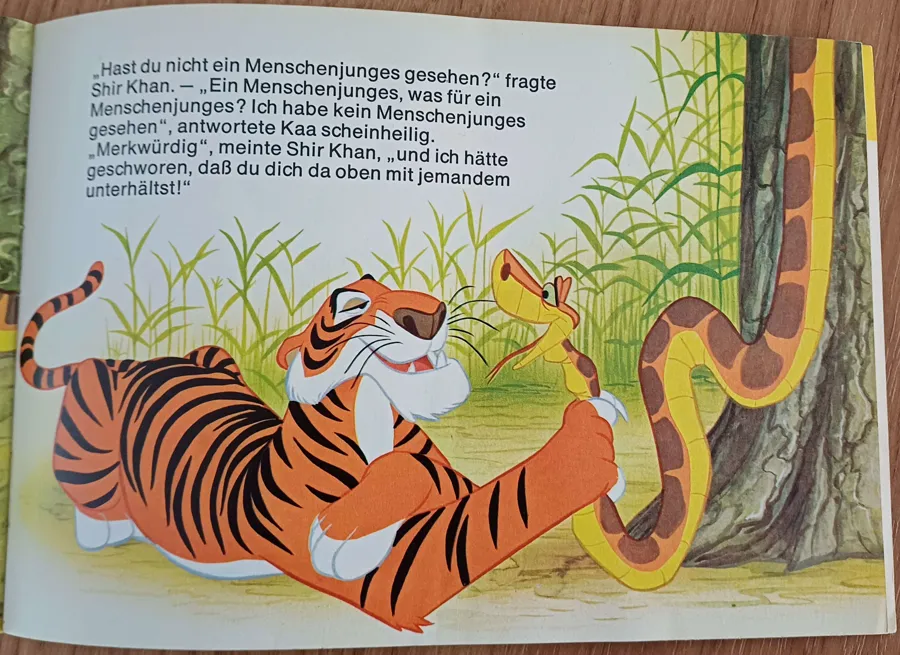 „Hast du nicht ein Menschenjunges gesehen?“ fragte
Shir Khan. — „Ein Menschenjunges, was für ein
Menschenjunges? Ich habe kein Menschenjunges
gesehen“, antwortete Kaa scheinheilig.
„Merkwürdig“, meinte Shir Khan, „und ich hätte
geschworen, daß du dich da oben mit jemandem
unterhältst!“